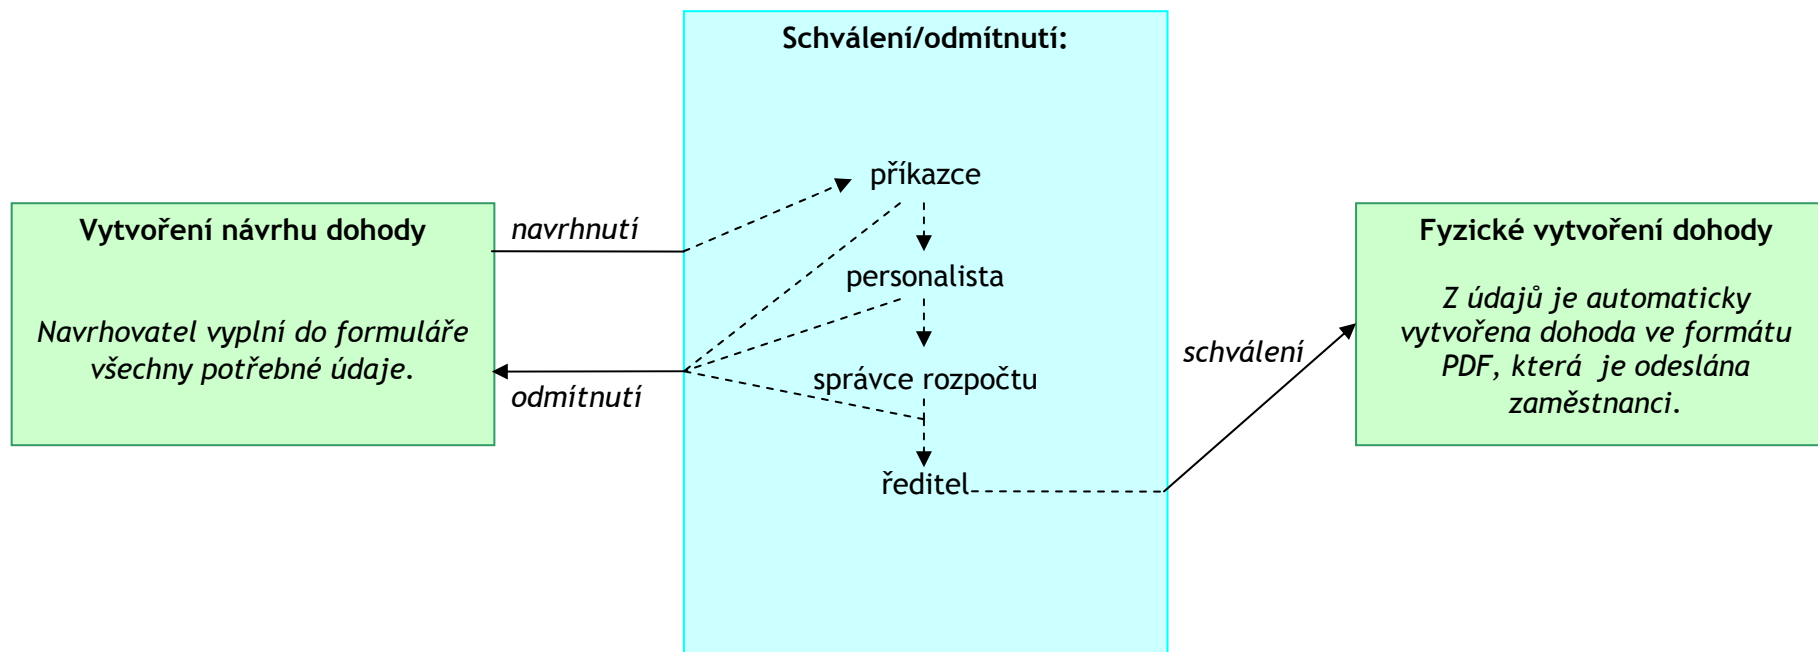 Schválení/odmítnutí:
příkazce
personalista
správce rozpočtu
ředitel
Vytvoření návrhu dohody
Navrhovatel vyplní do formuláře
všechny potřebné údaje.
navrhnutí
odmítnutí
schválení
Fyzické vytvoření dohody
Z údajů je automaticky
vytvořena dohoda ve formátu
PDF, která  je odeslána
zaměstnanci.